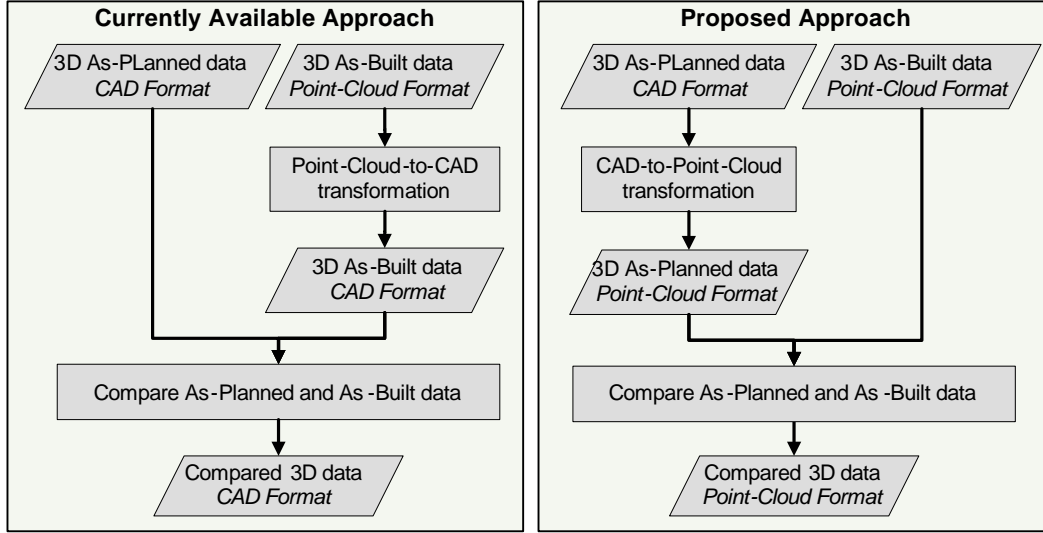 Currently Available Approach
3D As-PLanned data
CAD Format
3D As-Built data
Point-Cloud Format
Point-Cloud-to-CAD
transformation
3D As-Built data
CAD Format
Compare As-Planned and As-Built data
Compared 3D data
CAD Format
Proposed Approach
3D As-PLanned data
CAD Format
3D As-Built data
Point-Cloud Format
CAD-to-Point-Cloud
transformation
3D As-Planned data
Point-Cloud Format
Compare As-Planned and As-Built data
Compared 3D data
Point-Cloud Format